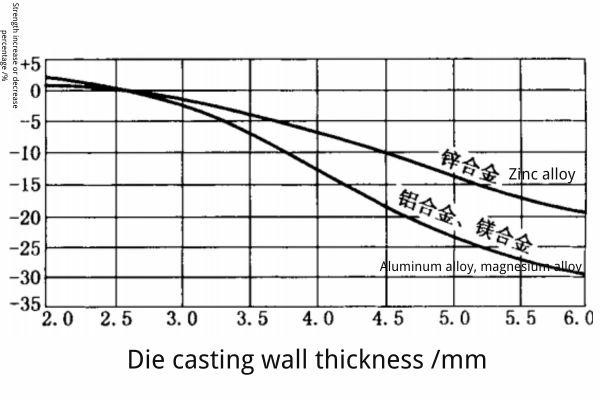 Strength increase or decrease
percentage /%
+5
0
-5
-10
-15
-20
-25
-30
-35
锌合金 Zinc alloy
铝合金、镁合金
Aluminum alloy, magnesium alloy
2.0 2.5 3.0 3.5 4.0 4.5 5.0 5.5 6.0
Die casting wall thickness /mm